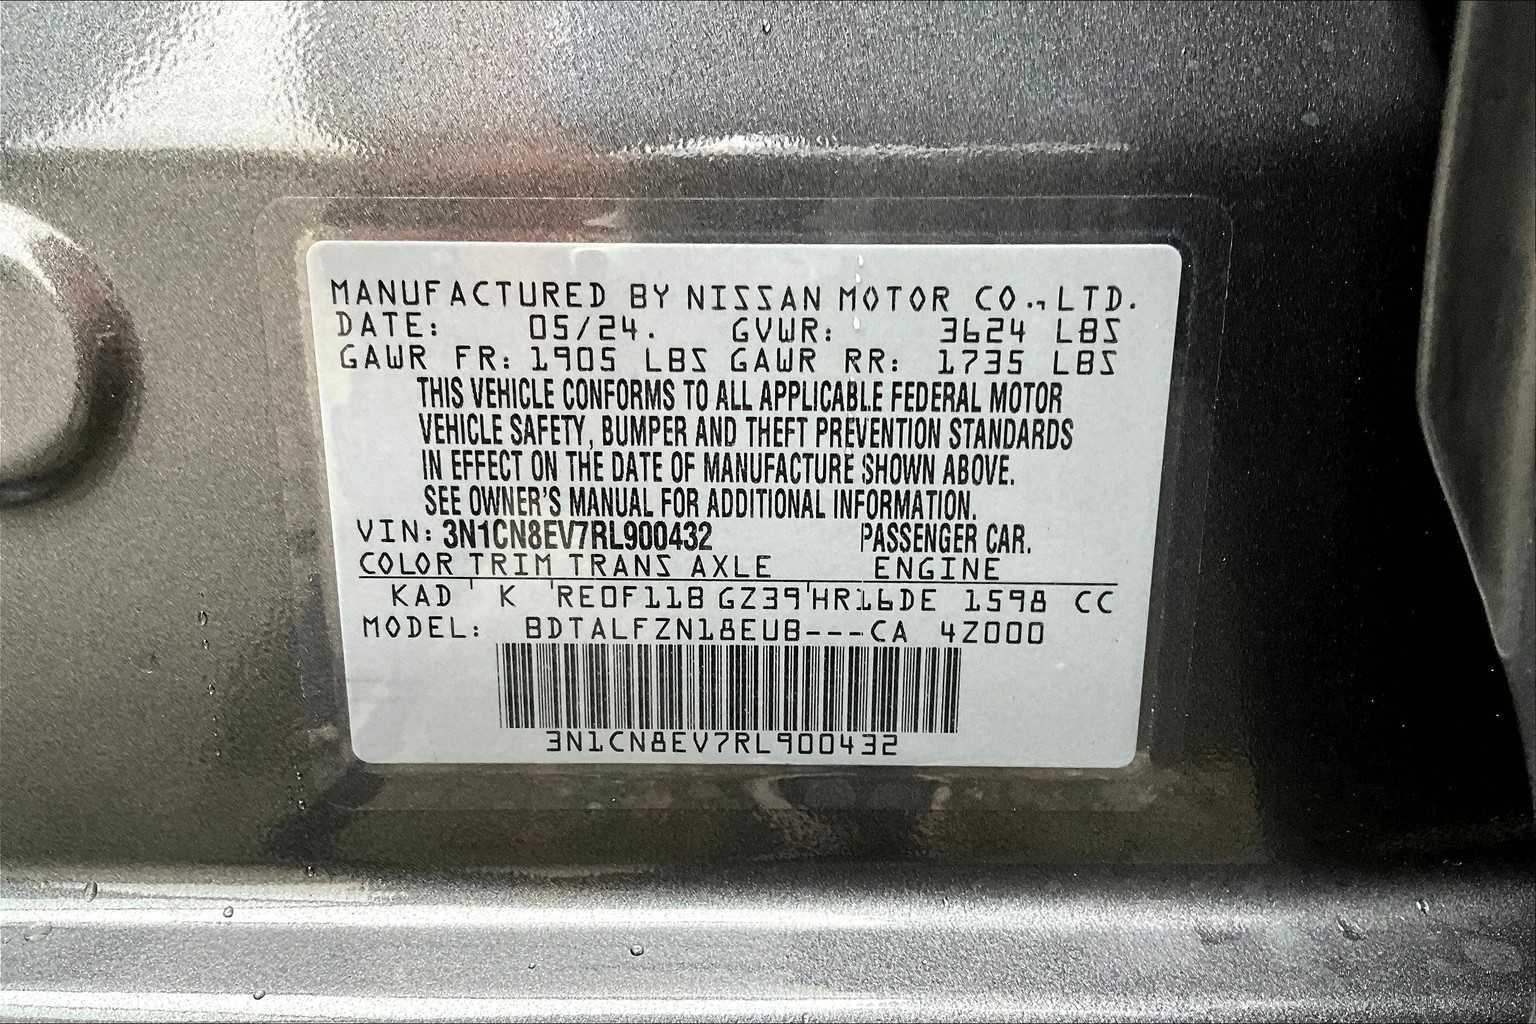 MANUFACTURED BY NISSAN MOTOR CO., LTD.
DATE: 05/24. GVWR: 3624 LBS
GAWR FR: 1905 LBS GAWR RR: 1735 LBS
THIS VEHICLE CONFORMS TO ALL APPLICABLE FEDERAL MOTOR
VEHICLE SAFETY, BUMPER AND THEFT PREVENTION STANDARDS
IN EFFECT ON THE DATE OF MANUFACTURE SHOWN ABOVE.
SEE OWNER'S MANUAL FOR ADDITIONAL INFORMATION.
VIN: 3N1CN8EV7RL900432 PASSENGER CAR.
COLOR TRIM TRANS AXLE ENGINE
KAD K RE0F11B GZ39 HR16DE 1598 CC
MODEL: BDTALFZN18EUB---CA 4Z000
3N1CN8EV7RL900432